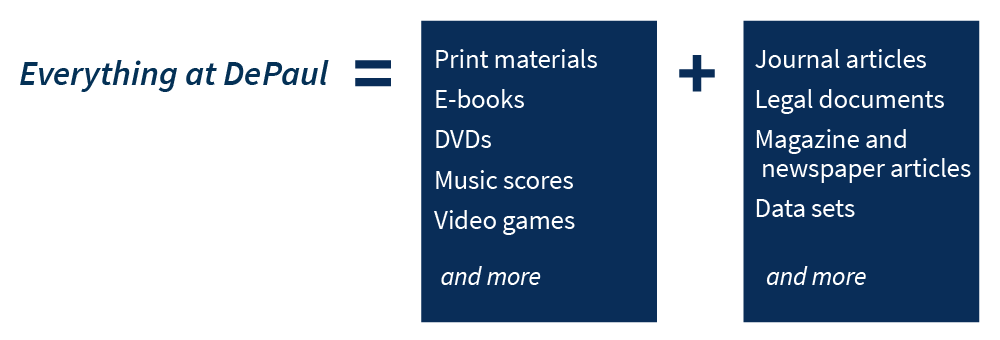 Everything at DePaul =
Print materials
E-books
DVDs
Music scores
Video games
and more
+
Journal articles
Legal documents
Magazine and
newspaper articles
Data sets
and more